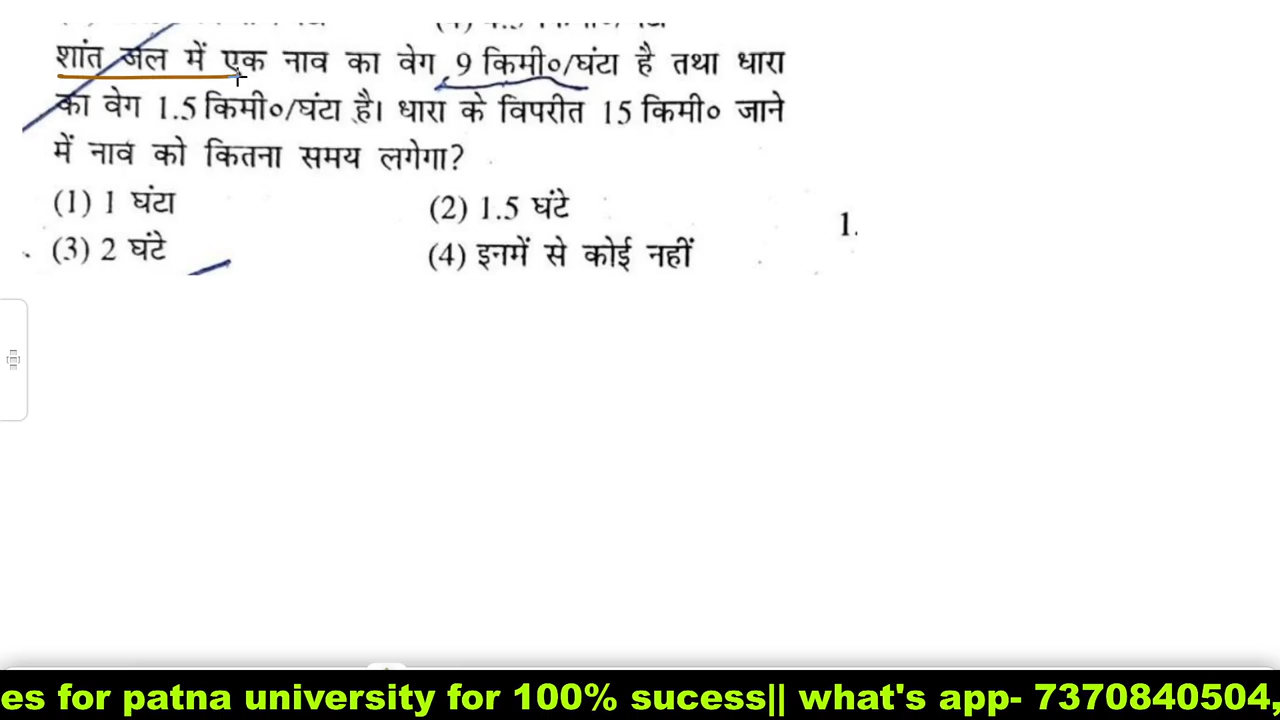 शांत जल में एक नाव का वेग 9 किमी०/घंटा है तथा धारा
का वेग 1.5 किमी०/घंटा है। धारा के विपरीत 15 किमी० जाने
में नाव को कितना समय लगेगा?
(1) 1 घंटा (2) 1.5 घंटे
1.
(3) 2 घंटे (4) इनमें से कोई नहीं
es for patna university for 100% sucess|| what's app- 7370840504,